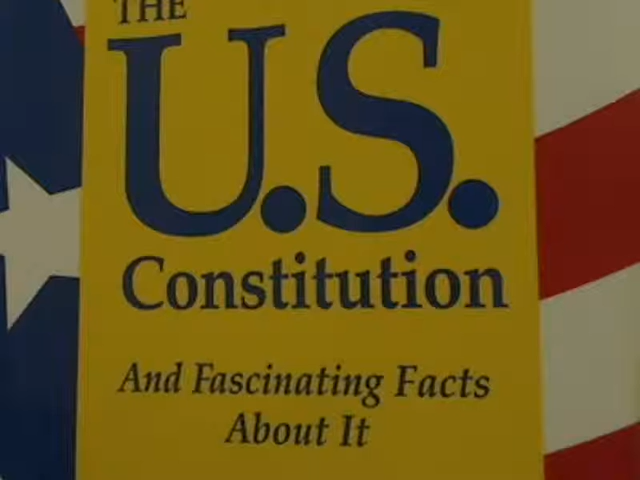 THE
U.S.
Constitution
And Fascinating Facts
About It